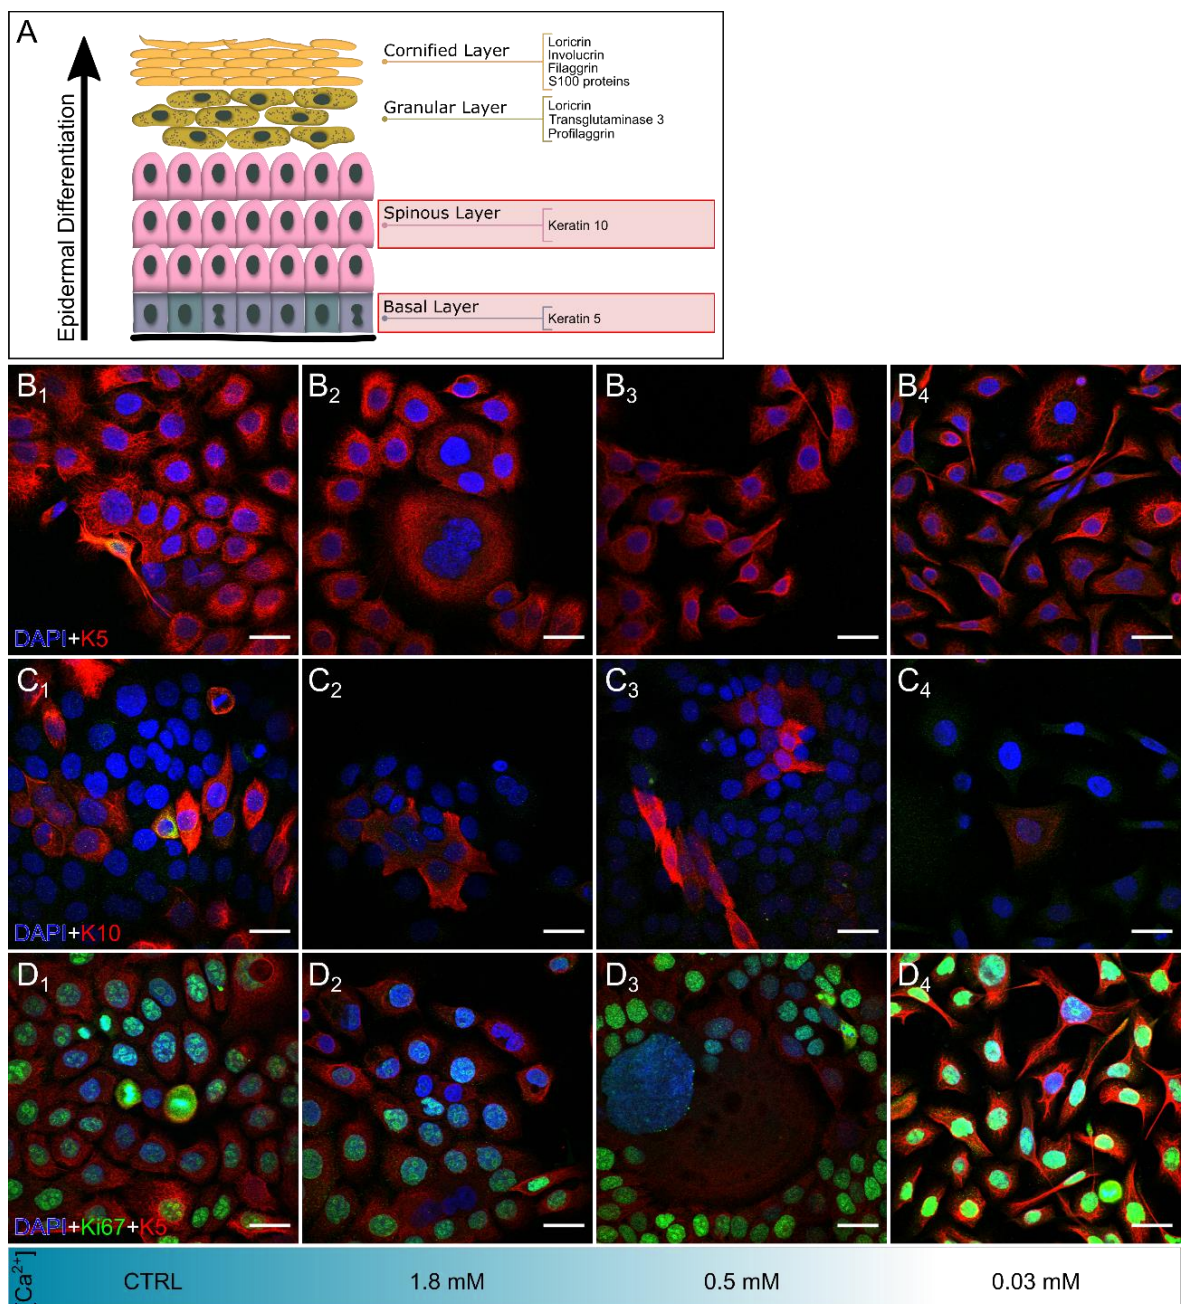 A
Epidermal Differentiation
Cornified Layer
Loricrin
Involucrin
Filaggrin
S100 proteins
Granular Layer
Loricrin
Transglutaminase 3
Profilaggrin
Spinous Layer
Keratin 10
Basal Layer
Keratin 5
B1
B2
B3
B4
DAPI+K5
C1
C2
C3
C4
DAPI+K10
D1
D2
D3
D4
DAPI+Ki67+K5
[Ca2+]
CTRL
1.8 mM
0.5 mM
0.03 mM